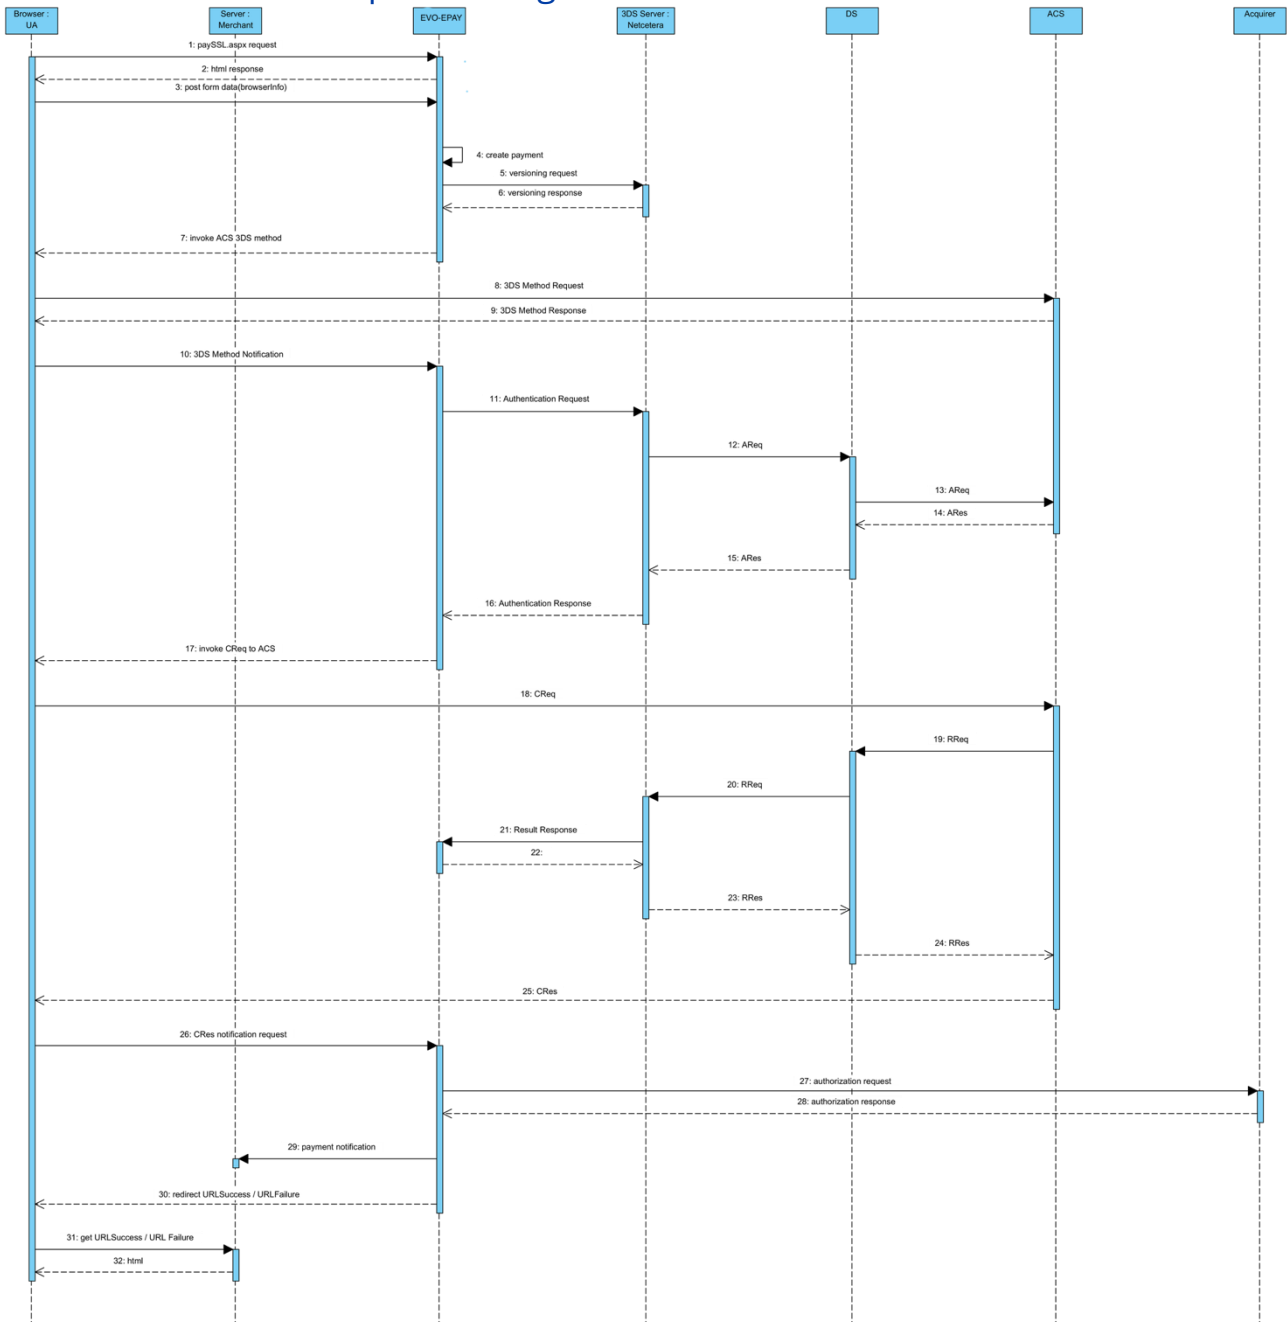 Browser :
UA
Server :
Merchant
EVO-EPAY
3DS Server :
Netcetera
DS
ACS
Acquirer
1: paySSL.aspx request
2: html response
3: post form data(browserInfo)
4: create payment
5: versioning request
6: versioning response
7: invoke ACS 3DS method
8: 3DS Method Request
9: 3DS Method Response
10: 3DS Method Notification
11: Authentication Request
12: AReq
13: AReq
14: ARes
15: ARes
16: Authentication Response
17: invoke CReq to ACS
18: CReq
19: RReq
20: RReq
21: Result Response
22:
23: RRes
24: RRes
25: CRes
26: CRes notification request
27: authorization request
28: authorization response
29: payment notification
30: redirect URLSuccess / URLFailure
31: get URLSuccess / URL Failure
32: html